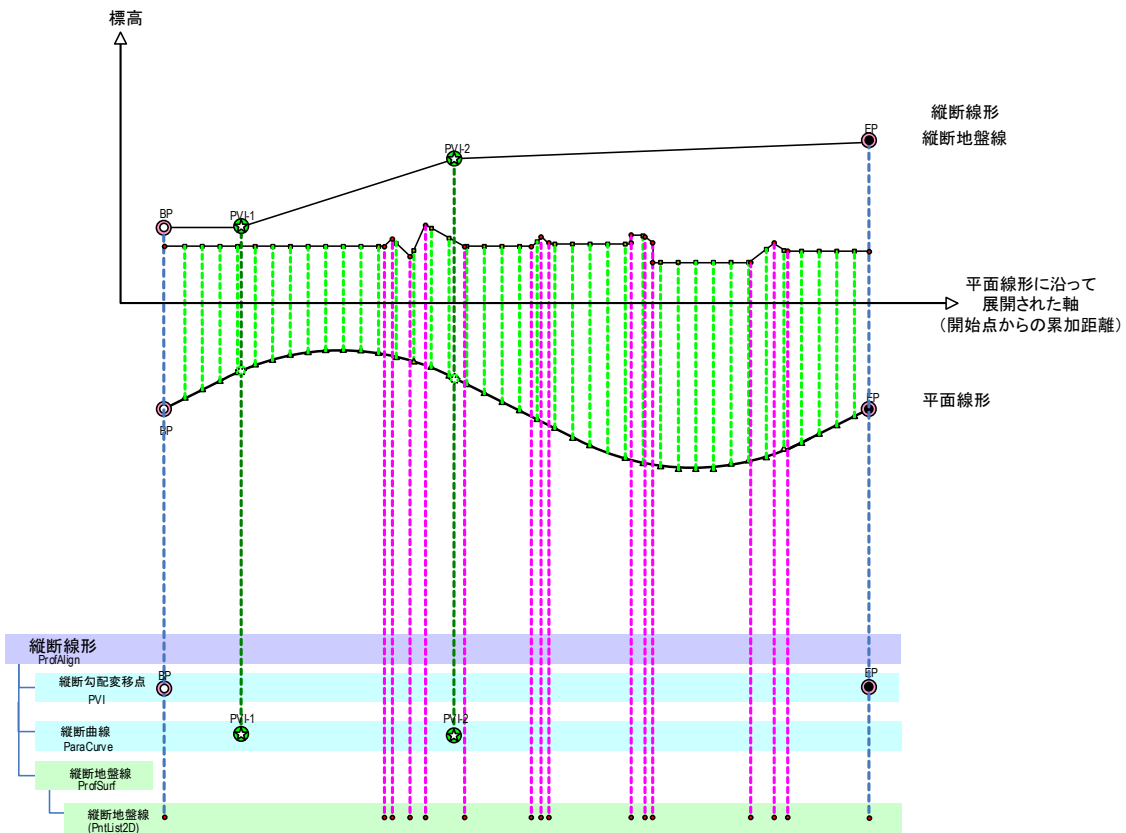 標高
縦断線形
EP
縦断地盤線
PVI-2
BP
PVI-1
平面線形に沿って
展開された軸
(開始点からの累加距離)
EP
平面線形
BP
縦断線形
ProfAlign
縦断勾配変移点
PVI
BP
EP
縦断曲線
ParaCurve
PVI-1
PVI-2
縦断地盤線
ProfSurf
縦断地盤線
(PntList2D)